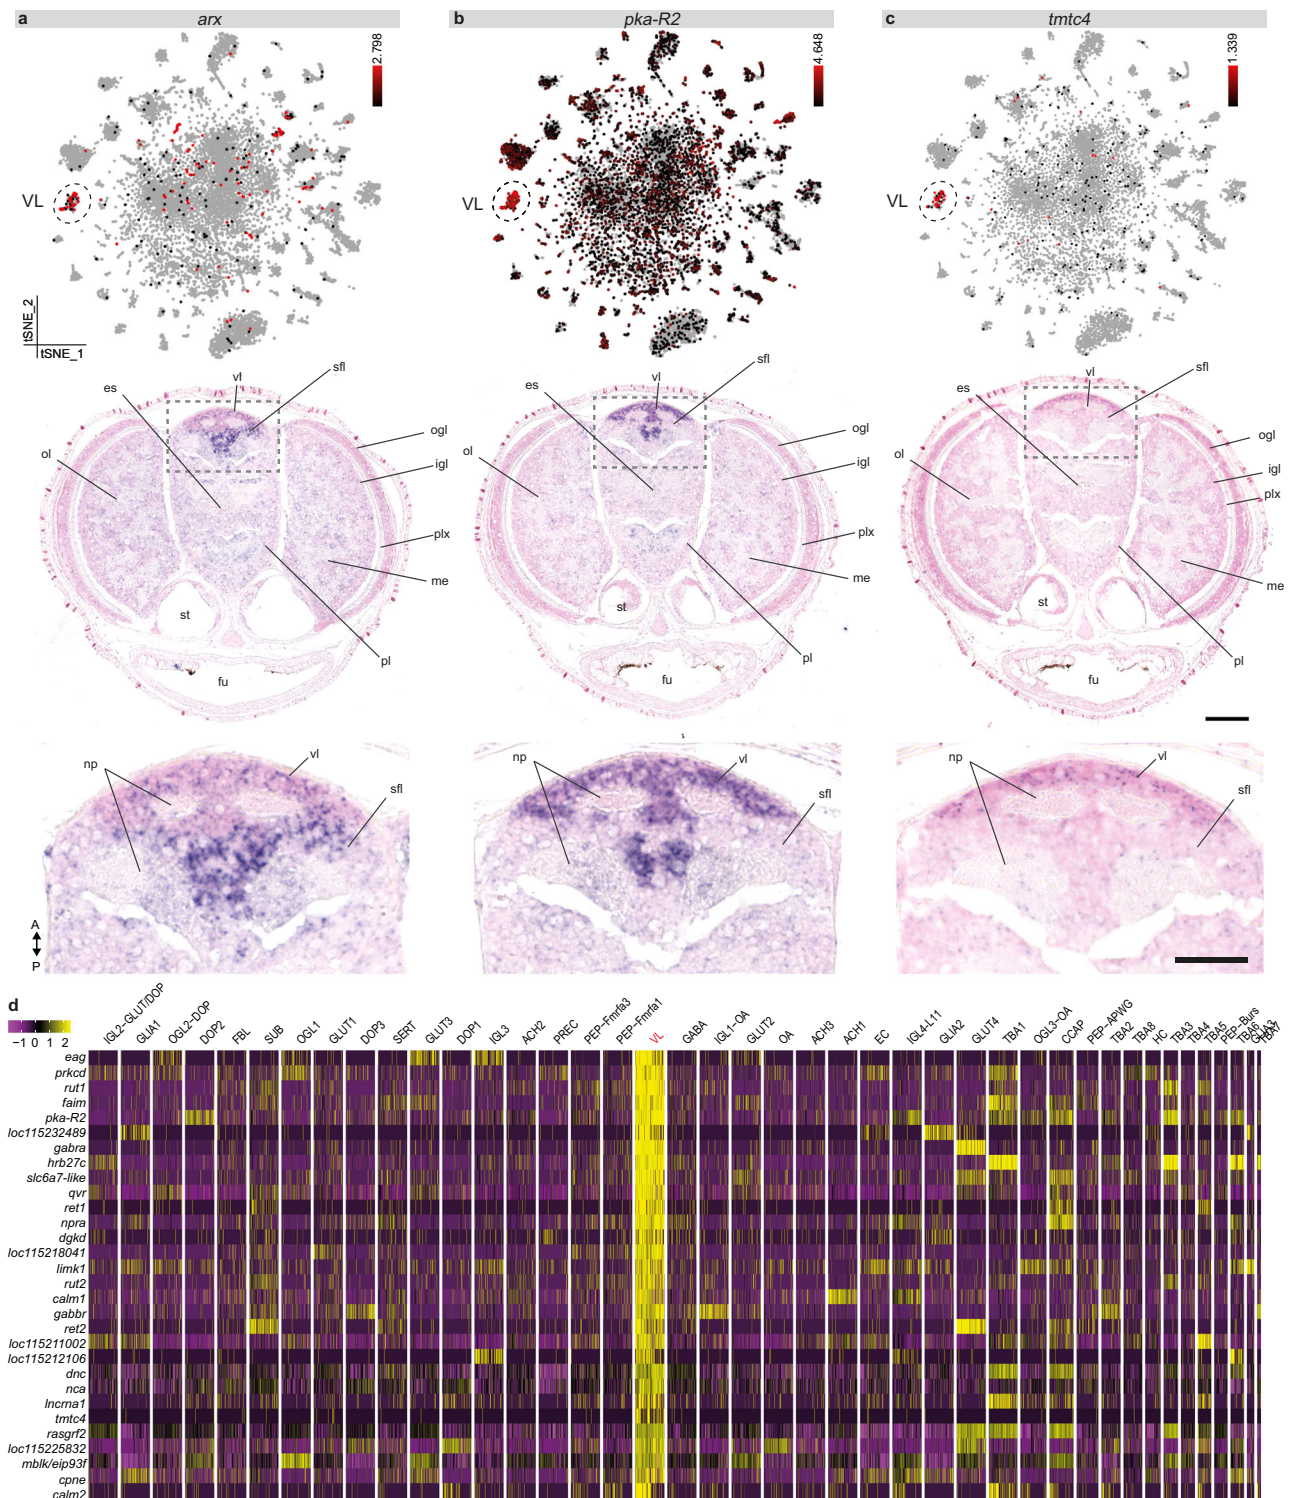 a arx
b pka-R2
c tmtc4
2.798
4.648
1.339
VL
VL
VL
tSNE_2
tSNE_1
es
vl
sfl
ogl
igl
ol
plx
me
st
pl
fu
es
vl
sfl
ogl
igl
ol
plx
me
st
pl
fu
es
vl
sfl
ogl
igl
plx
ol
me
st
pl
fu
np
vl
sfl
A
P
np
vl
sfl
np
vl
sfl
d
-1 0 1 2
IGL2-GLUT/DOP
GLIA1
OGL2-DOP
DOP2
FBL
SUB
OGL1
GLUT1
DOP3
SERT
GLUT3
DOP1
IGL3
ACH2
PREC
PEP-Fmrfa3
PEP-Fmrfa1
VL
GABA
IGL1-OA
GLUT2
OA
ACH3
ACH1
EC
IGL4-L11
GLIA2
GLUT4
TBA1
OGL3-OA
CCAP
PEP-APWG
TBA2
TBA8
HC
TBA3
TBA4
TBA5
PEP-Burs
TBA6
GLIA3
TBA7
eag
prkcd
rut1
faim
pka-R2
loc115232489
gabra
hrb27c
slc6a7-like
qvr
ret1
npra
dgkd
loc115218041
limk1
rut2
calm1
gabbr
ret2
loc115211002
loc115212106
dnc
nca
lncrna1
tmtc4
rasgrf2
loc115225832
mblk/eip93f
cpne
calm2